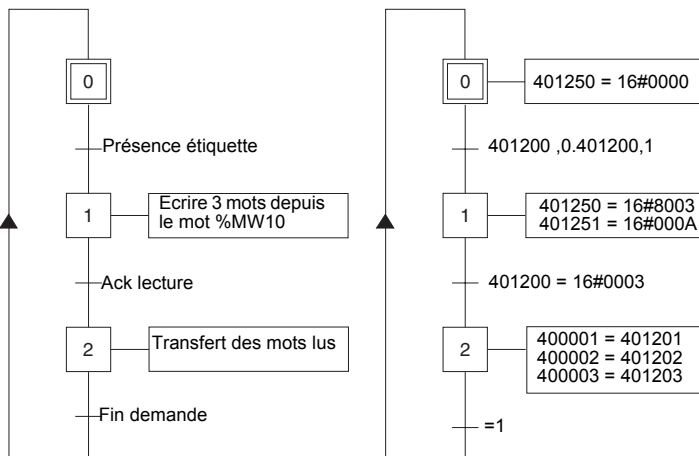 0
Présence étiquette
1
Ecrire 3 mots depuis
le mot %MW10
Ack lecture
2
Transfert des mots lus
Fin demande
0
401250 = 16#0000
401200 ,0.401200,1
1
401250 = 16#8003
401251 = 16#000A
401200 = 16#0003
2
400001 = 401201
400002 = 401202
400003 = 401203
=1